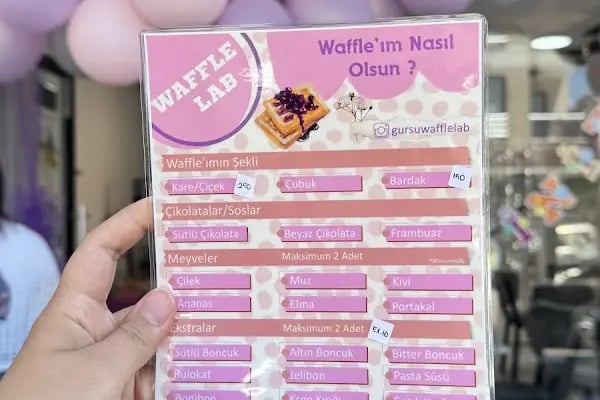 WAFFLE
LAB
Waffle'ım Nasıl
Olsun ?
gursuwafflelab
Waffle'ımın Şekli
Kare/Çiçek 250 Çubuk Bardak 150
Çikolatalar/Soslar
Sütlü Çikolata Beyaz Çikolata Frambuaz
Meyveler Maksimum 2 Adet
Çilek Muz Kivi
Ananas Elma Portakal
Ekstralar Maksimum 2 Adet
Sütlü Boncuk Altın Boncuk Bitter Boncuk
Rulokat Jelibon Pasta Süsü